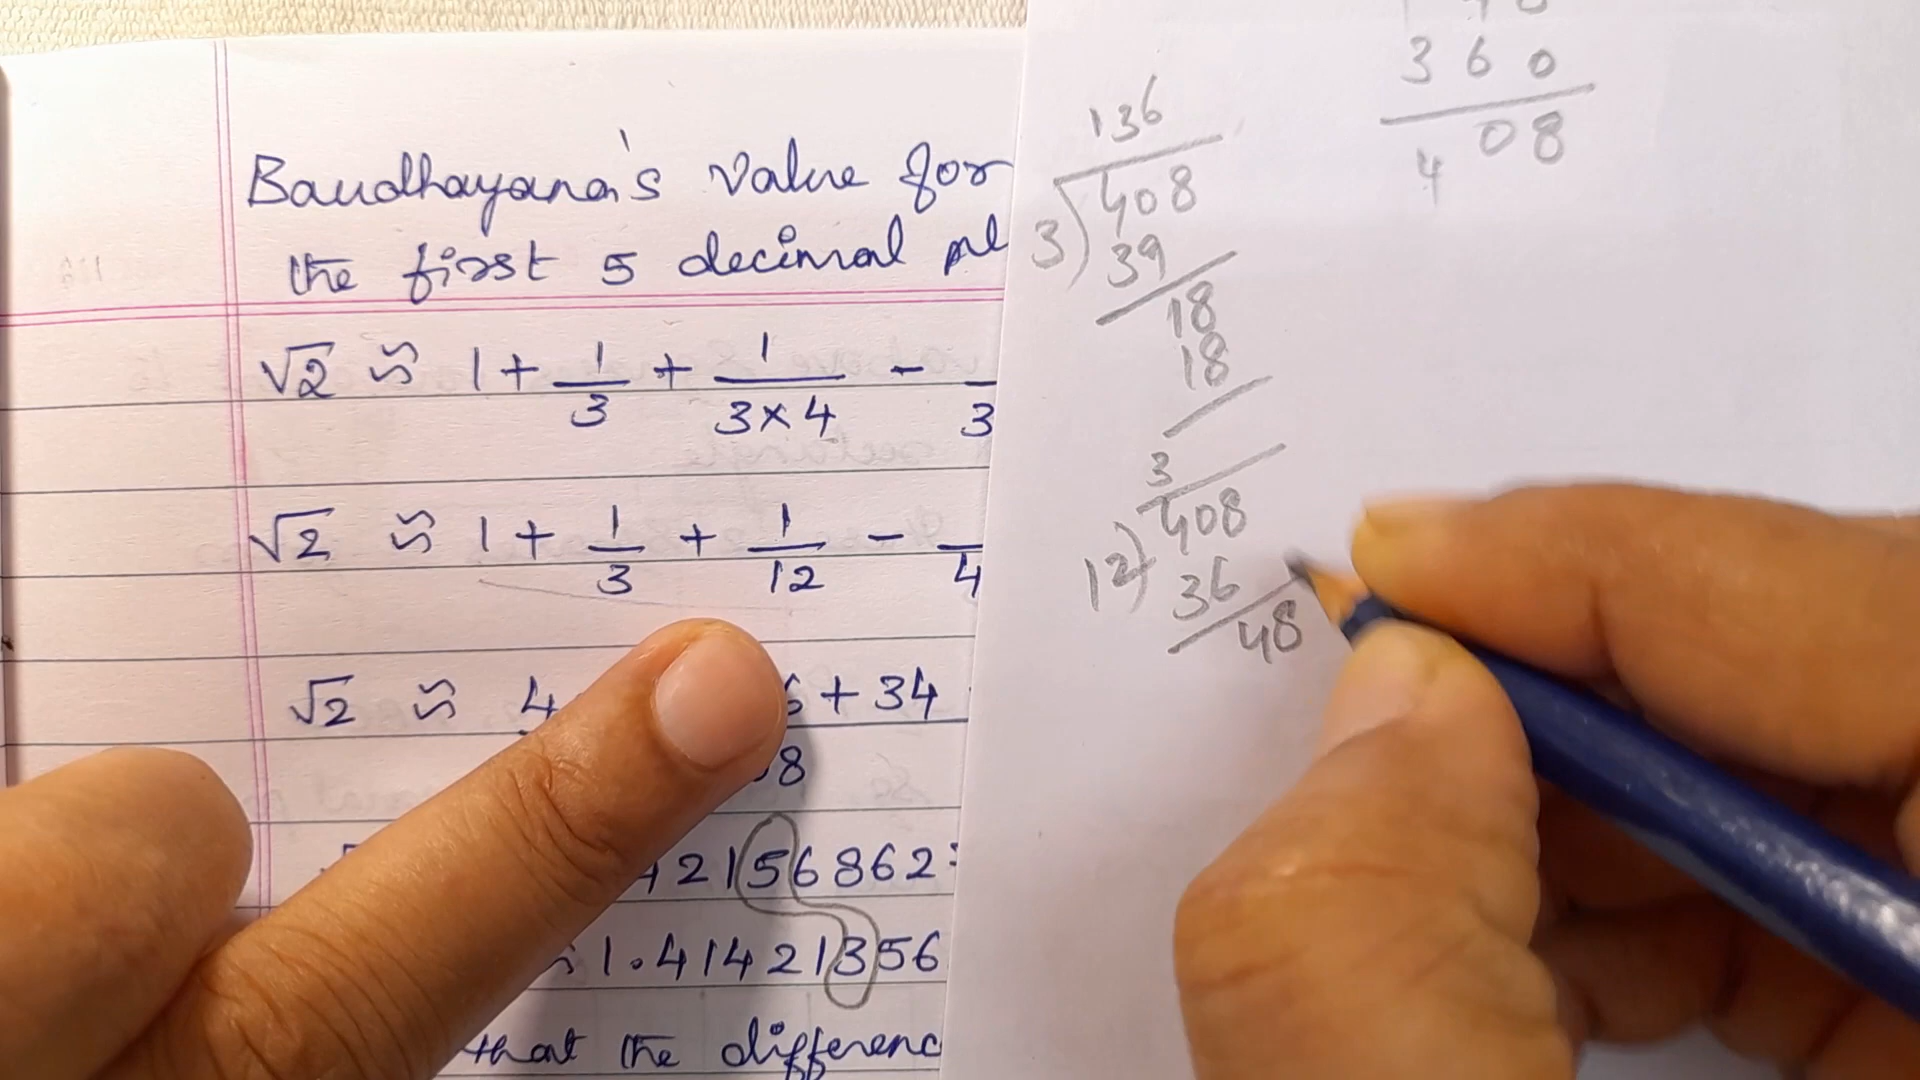 Baudhayana's value for
the first 5 decimal pl
√2 ≈ 1 + 1/3 + 1/(3×4) - /3
√2 ≈ 1 + 1/3 + 1/12 - /4
√2 ≈ 4 6 + 34
8
42156862
1.41421356
that the differenc
360
408
136
3) 408
39
18
18
3
12) 408
36
48